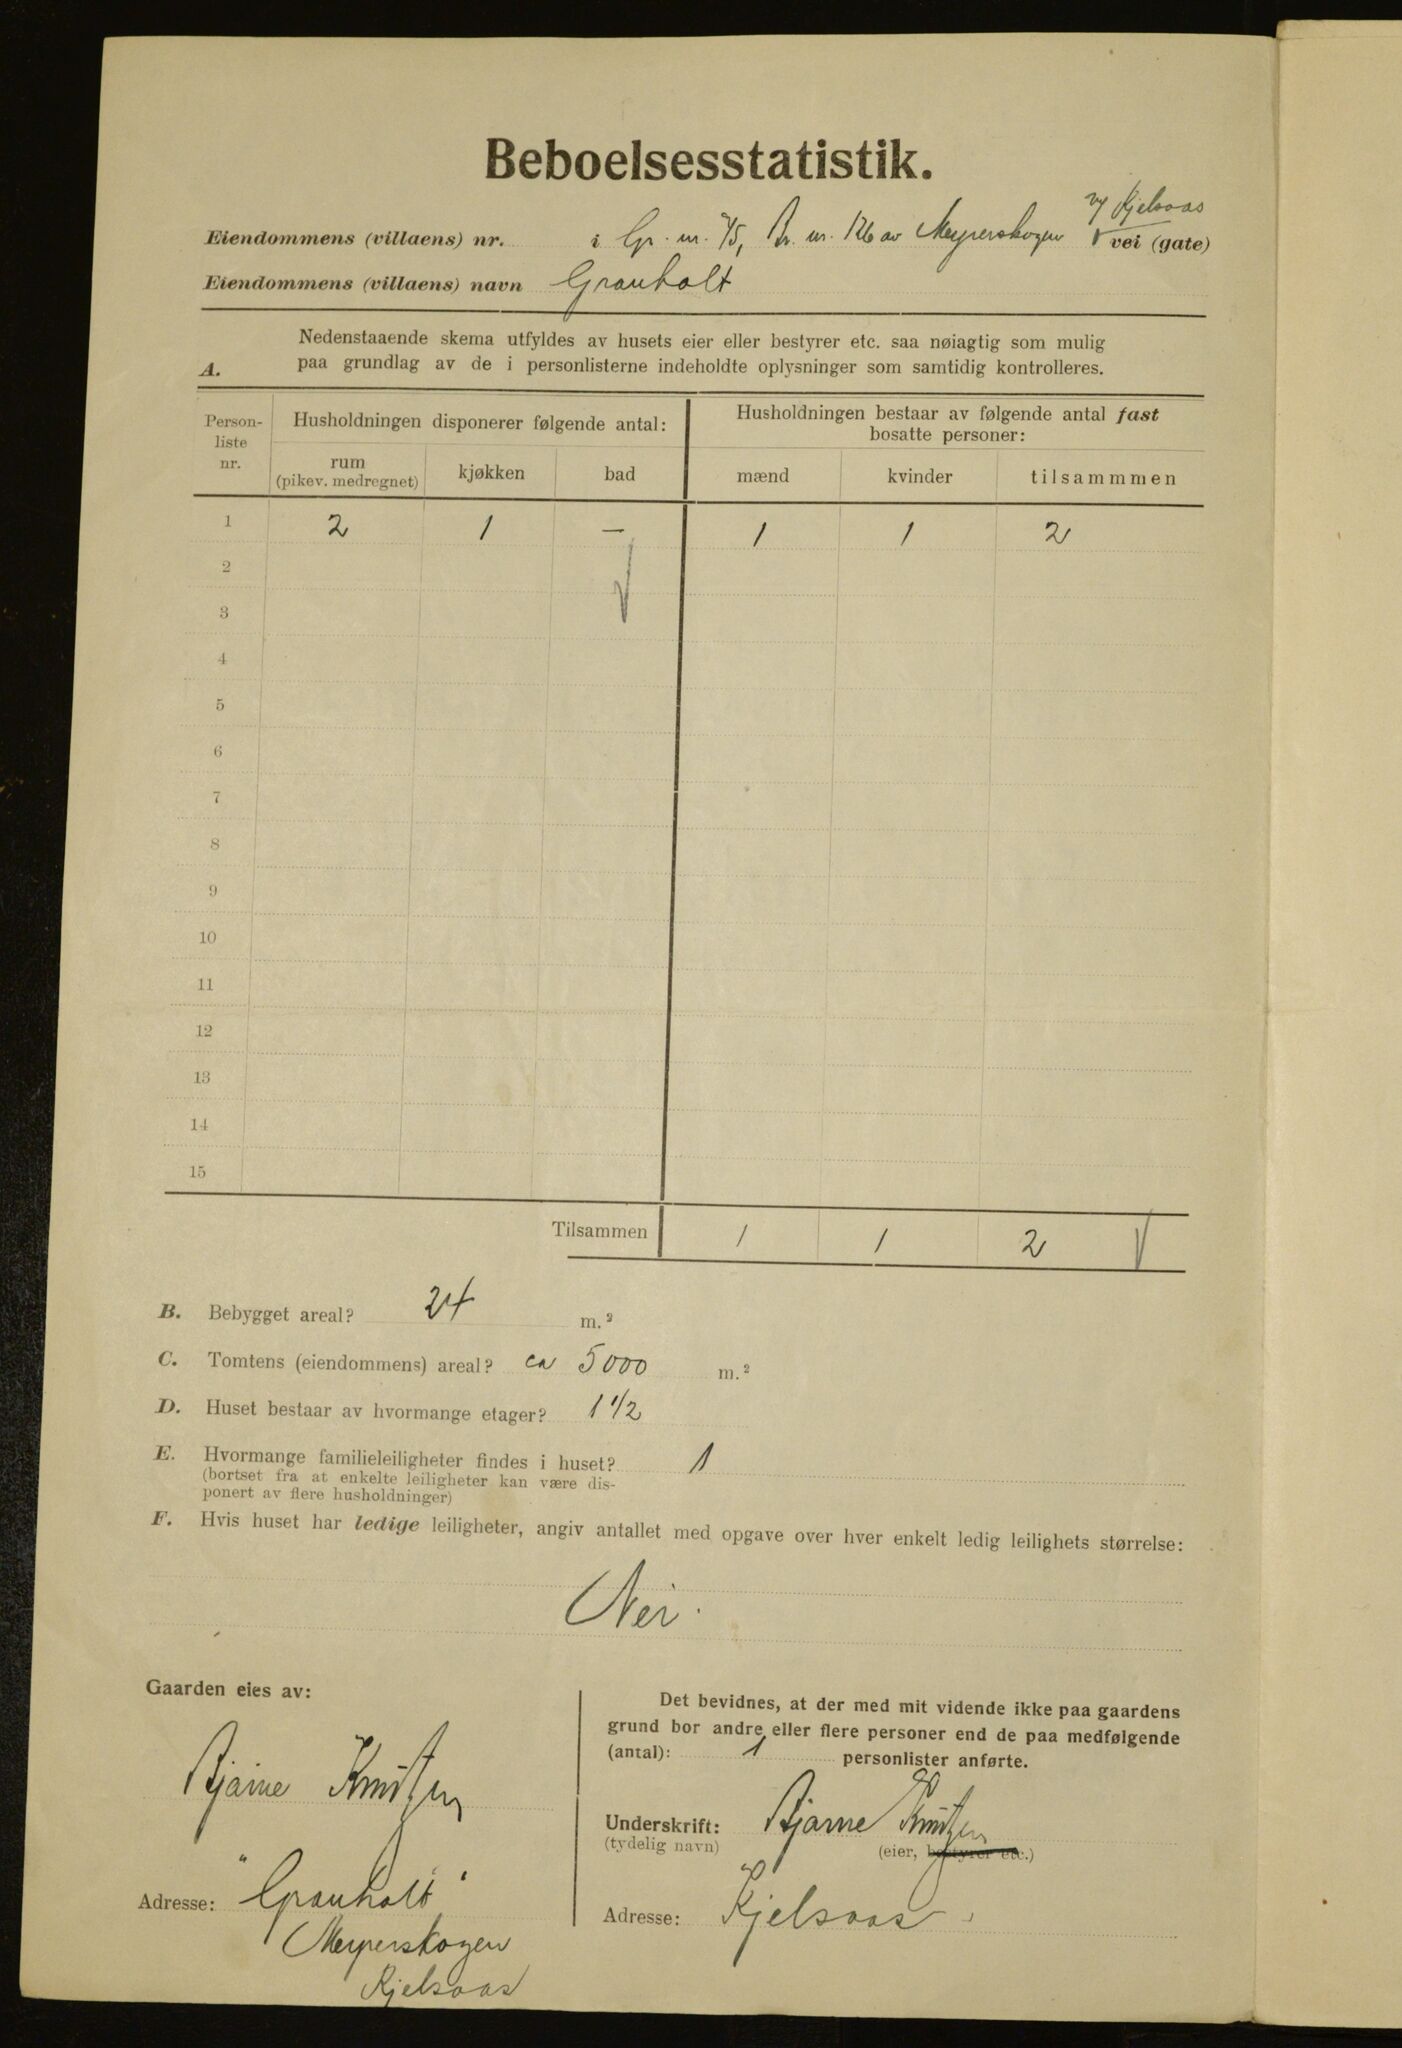 Beboelsesstatistik.
v/ Kjelsaas
Eiendommens (villaens) nr. i Gr. nr. 75, Br. nr. 126 av Meyerskogen vei (gate)
Eiendommens (villaens) navn Granholt
A. Nedenstaaende skema utfyldes av husets eier eller bestyrer etc. saa nøiagtig som mulig
paa grundlag av de i personlisterne indeholdte oplysninger som samtidig kontrolleres.
Person-
liste
nr.
Husholdningen disponerer følgende antal:
Husholdningen bestaar av følgende antal fast
bosatte personer:
rum
(pikev. medregnet)
kjøkken bad mænd kvinder tilsammmen
1 2 1 — 1 1 2
2
3
4
5
6
7
8
9
10
11
12
13
14
15
Tilsammen 1 1 2
B. Bebygget areal? 24 m.²
C. Tomtens (eiendommens) areal? ca 5000 m.²
D. Huset bestaar av hvormange etager? 1 1/2
E. Hvormange familieleiligheter findes i huset? 1
(bortset fra at enkelte leiligheter kan være dis-
ponert av flere husholdninger)
F. Hvis huset har ledige leiligheter, angiv antallet med opgave over hver enkelt ledig leilighets størrelse:
Nei.
Gaarden eies av:
Bjarne Knutzen
Adresse: "Granholt"
Meyerskogen
Kjelsaas
Det bevidnes, at der med mit vidende ikke paa gaardens
grund bor andre eller flere personer end de paa medfølgende
(antal): 1 personlister anførte.
Underskrift: Bjarne Knutzen
(tydelig navn) (eier, bestyrer etc.)
Adresse: Kjelsaas